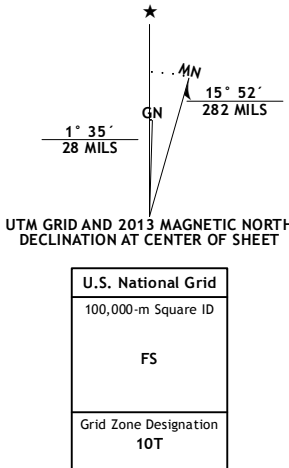 MN
GN
15° 52´
282 MILS
1° 35´
28 MILS
UTM GRID AND 2013 MAGNETIC NORTH
DECLINATION AT CENTER OF SHEET
U.S. National Grid
100,000-m Square ID
FS
Grid Zone Designation
10T